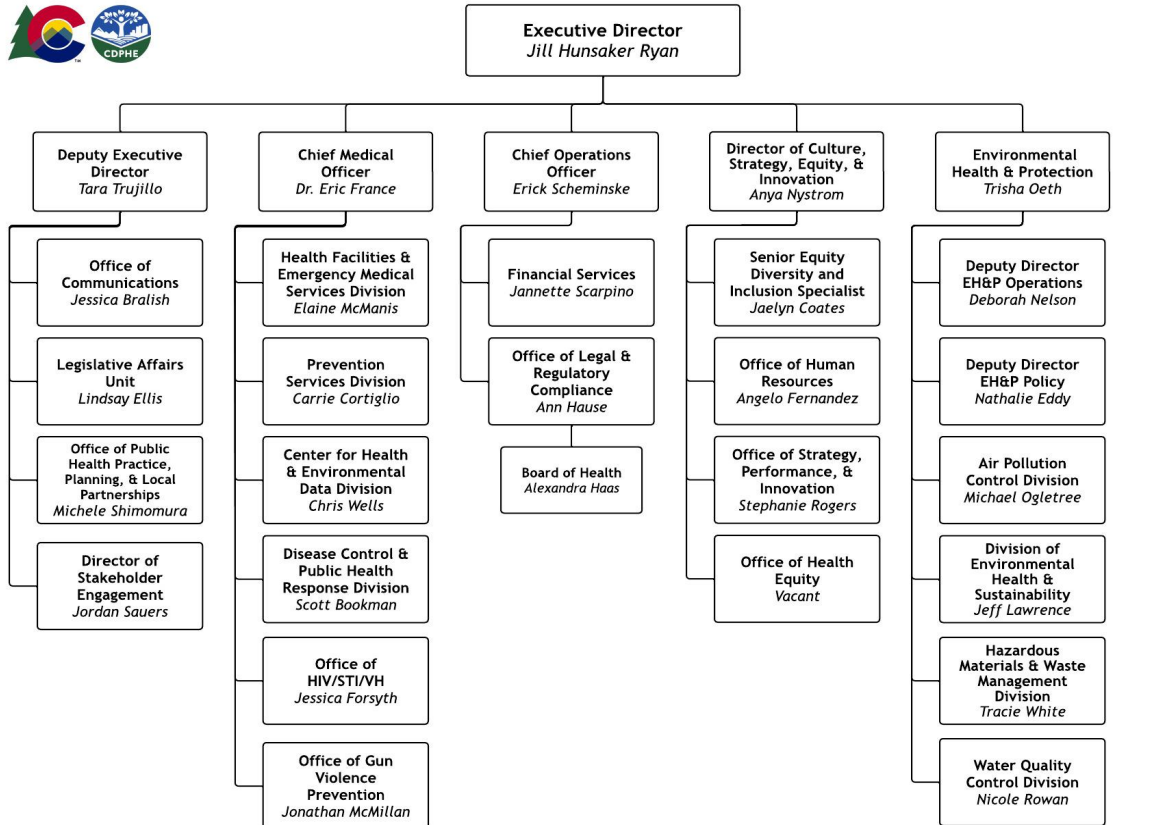 CDPHE
TM
Executive Director
Jill Hunsaker Ryan
Deputy Executive
Director
Tara Trujillo
Office of
Communications
Jessica Bralish
Legislative Affairs
Unit
Lindsay Ellis
Office of Public
Health Practice,
Planning, & Local
Partnerships
Michele Shimomura
Director of
Stakeholder
Engagement
Jordan Sauers
Chief Medical
Officer
Dr. Eric France
Health Facilities &
Emergency Medical
Services Division
Elaine McManis
Prevention
Services Division
Carrie Cortiglio
Center for Health
& Environmental
Data Division
Chris Wells
Disease Control &
Public Health
Response Division
Scott Bookman
Office of
HIV/STI/VH
Jessica Forsyth
Office of Gun
Violence
Prevention
Jonathan McMillan
Chief Operations
Officer
Erick Scheminske
Financial Services
Jannette Scarpino
Office of Legal &
Regulatory
Compliance
Ann Hause
Board of Health
Alexandra Haas
Director of Culture,
Strategy, Equity, &
Innovation
Anya Nystrom
Senior Equity
Diversity and
Inclusion Specialist
Jaelyn Coates
Office of Human
Resources
Angelo Fernandez
Office of Strategy,
Performance, &
Innovation
Stephanie Rogers
Office of Health
Equity
Vacant
Environmental
Health & Protection
Trisha Oeth
Deputy Director
EH&P Operations
Deborah Nelson
Deputy Director
EH&P Policy
Nathalie Eddy
Air Pollution
Control Division
Michael Ogletree
Division of
Environmental
Health &
Sustainability
Jeff Lawrence
Hazardous
Materials & Waste
Management
Division
Tracie White
Water Quality
Control Division
Nicole Rowan